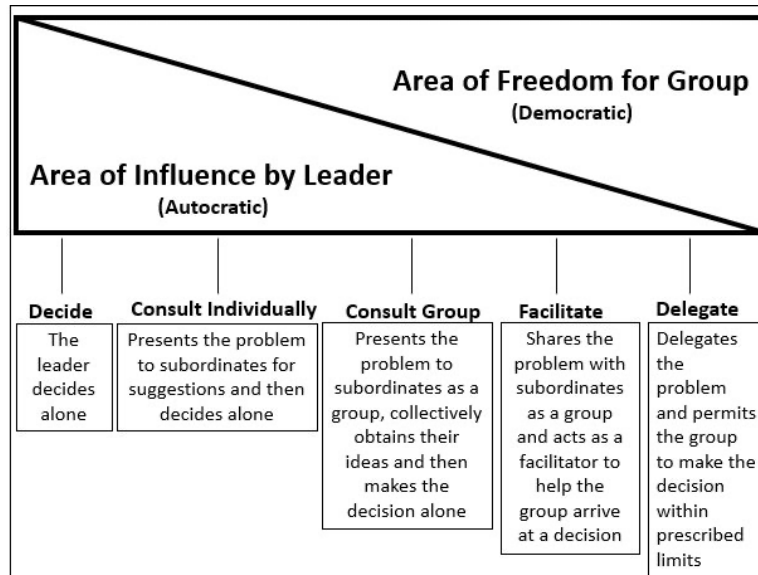 Area of Freedom for Group
(Democratic)
Area of Influence by Leader
(Autocratic)
Decide
The
leader
decides
alone
Consult Individually
Presents the problem
to subordinates for
suggestions and then
decides alone
Consult Group
Presents the
problem to
subordinates as a
group, collectively
obtains their
ideas and then
makes the
decision alone
Facilitate
Shares the
problem with
subordinates
as a group
and acts as a
facilitator to
help the
group arrive
at a decision
Delegate
Delegates
the
problem
and permits
the group
to make the
decision
within
prescribed
limits